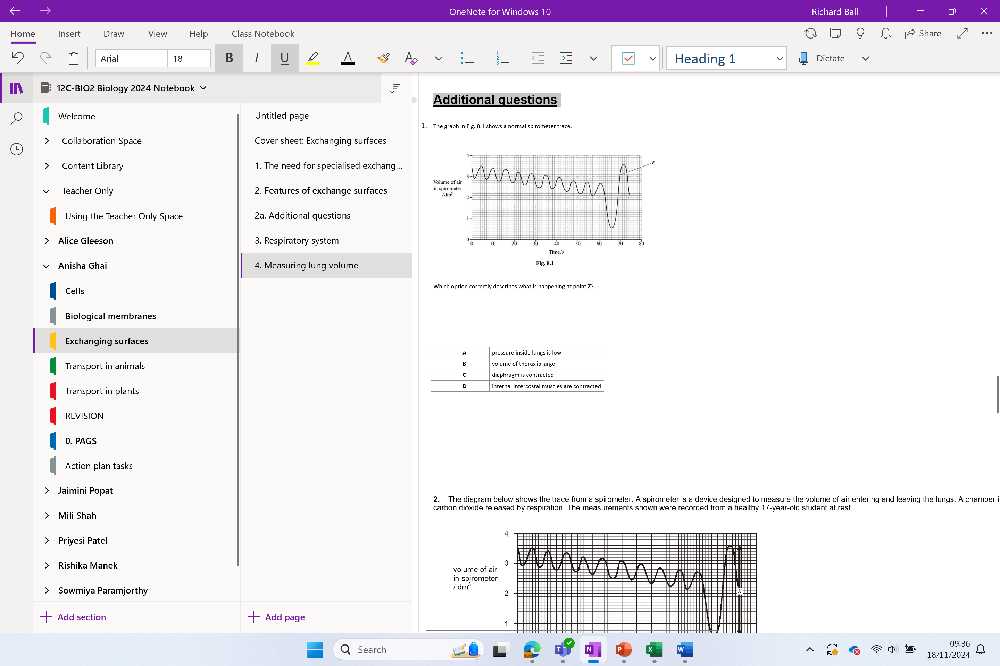 OneNote for Windows 10
Richard Ball
Home
Insert
Draw
View
Help
Class Notebook
Share
Arial
18
B
I
U
A
A
1
2
3
Heading 1
Dictate
12C-BIO2 Biology 2024 Notebook
Welcome
_Collaboration Space
_Content Library
_Teacher Only
Using the Teacher Only Space
Alice Gleeson
Anisha Ghai
Cells
Biological membranes
Exchanging surfaces
Transport in animals
Transport in plants
REVISION
0. PAGS
Action plan tasks
Jaimini Popat
Mili Shah
Priyesi Patel
Rishika Manek
Sowmiya Paramjorthy
Add section
Untitled page
Cover sheet: Exchanging surfaces
1. The need for specialised exchang...
2. Features of exchange surfaces
2a. Additional questions
3. Respiratory system
4. Measuring lung volume
Add page
Additional questions
1. The graph in Fig. 8.1 shows a normal spirometer trace.
4
3
2
1
0
Volume of air
in spirometer
/dm³
Z
0 10 20 30 40 50 60 70 80
Time/s
Fig. 8.1
Which option correctly describes what is happening at point Z?
A pressure inside lungs is low
B volume of thorax is large
C diaphragm is contracted
D internal intercostal muscles are contracted
2. The diagram below shows the trace from a spirometer. A spirometer is a device designed to measure the volume of air entering and leaving the lungs. A chamber
carbon dioxide released by respiration. The measurements shown were recorded from a healthy 17-year-old student at rest.
4
3
2
1
volume of air
in spirometer
/ dm³
x
Search
T
N
P
X
W
09:36
18/11/2024